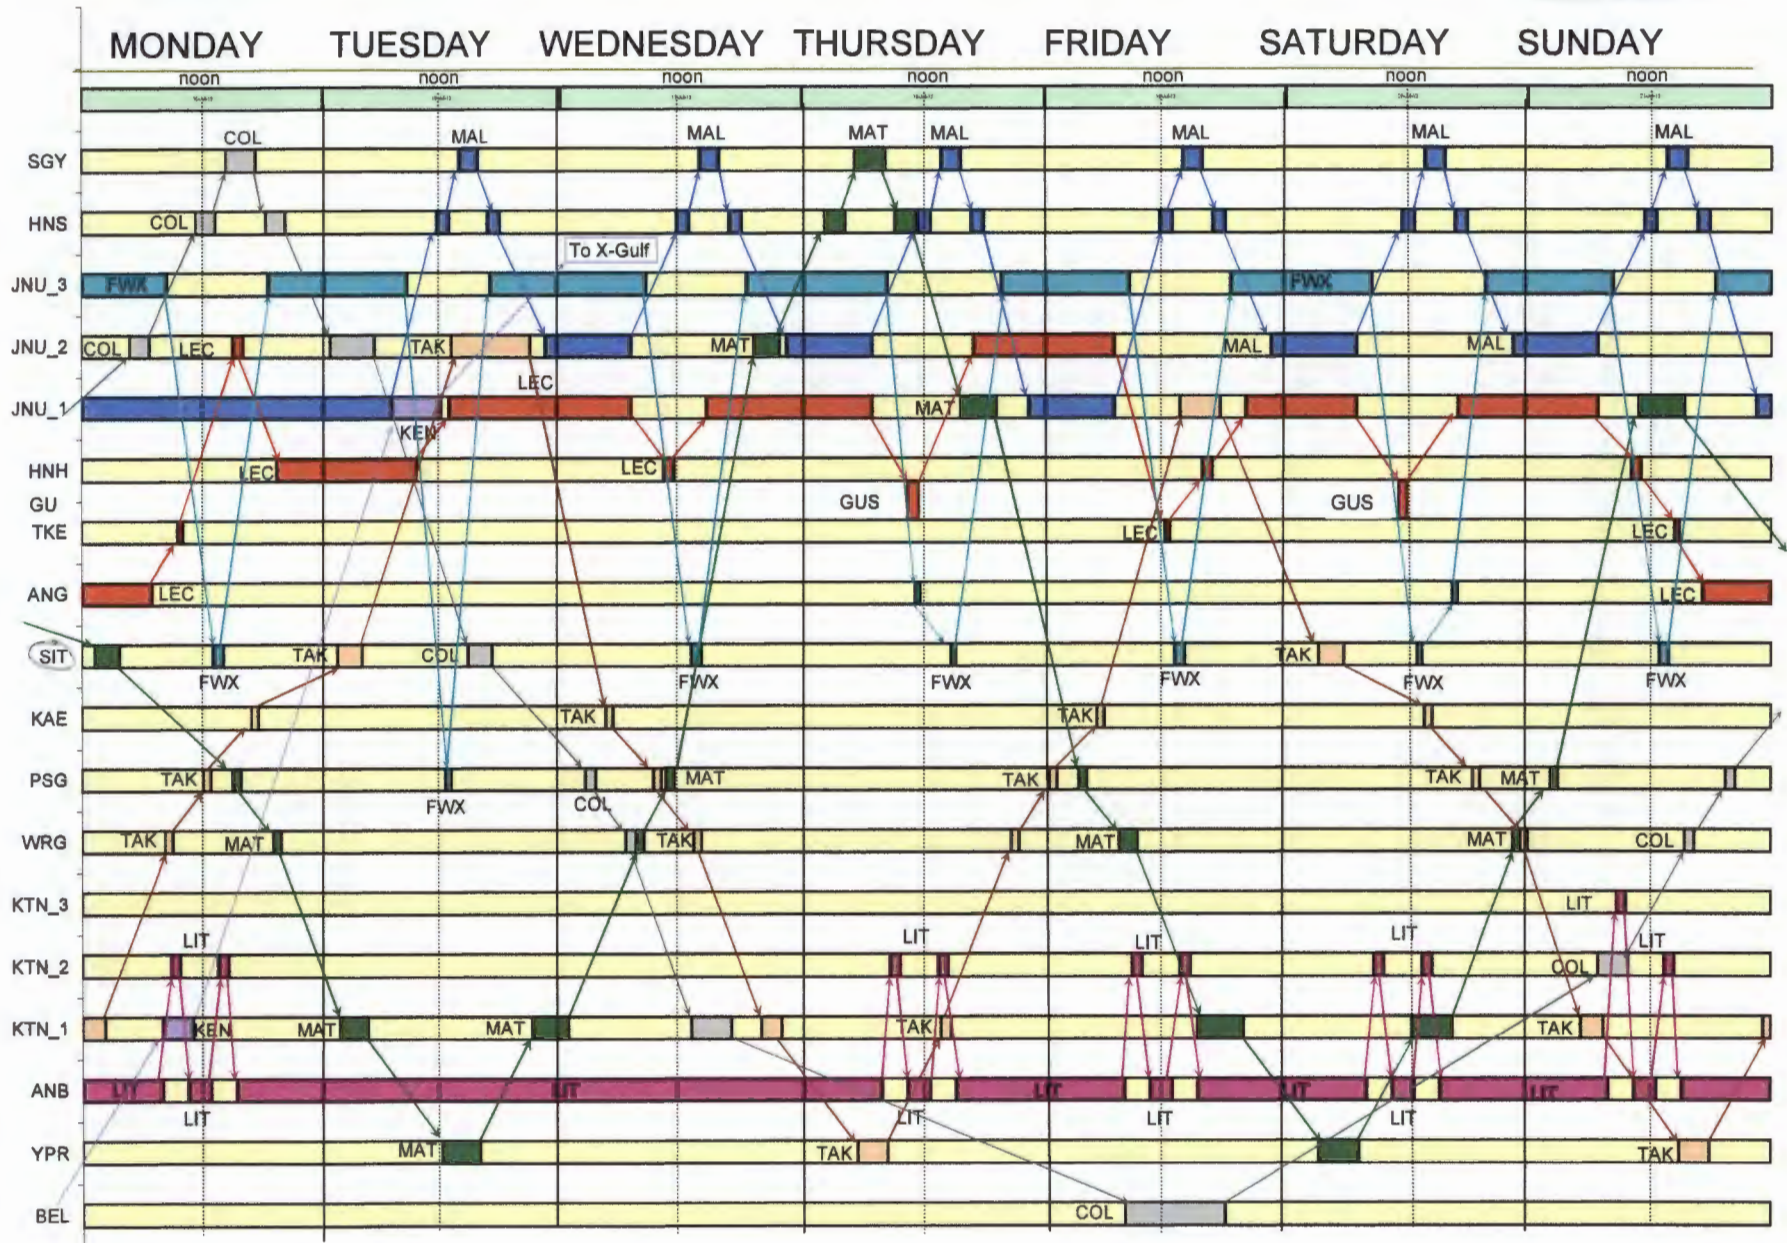 MONDAY TUESDAY WEDNESDAY THURSDAY FRIDAY SATURDAY SUNDAY
noon noon noon noon noon noon noon
COL MAL MAL MAT MAL MAL MAL MAL
SGY
HNS COL
To X-Gulf
JNU_3 FWX FWX
JNU_2 COL LEC TAK MAT MAL MAL
LEC
JNU_1 MAT
KEN
HNH LEC LEC
GU GUS GUS
TKE LEC LEC
ANG LEC LEC
SIT TAK COL TAK
FWX FWX FWX FWX FWX FWX
KAE TAK TAK
PSG TAK MAT TAK TAK MAT
FWX COL
WRG TAK MAT TAK MAT MAT COL
KTN_3 LIT
LIT LIT LIT LIT LIT
KTN_2 COL
KTN_1 KEN MAT MAT TAK TAK
ANB LIT LIT LIT LIT LIT
LIT LIT LIT LIT
YPR MAT TAK TAK
BEL COL